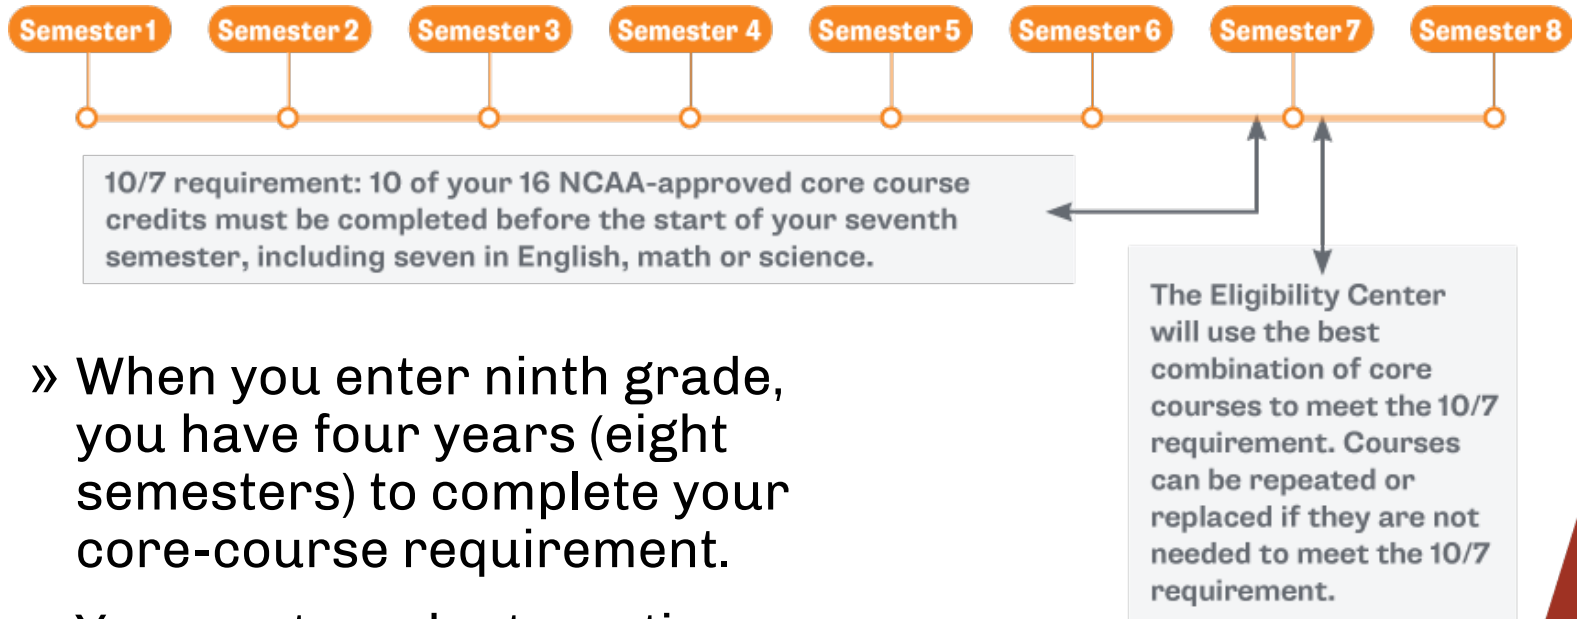 Semester 1 Semester 2 Semester 3 Semester 4 Semester 5 Semester 6 Semester 7 Semester 8
10/7 requirement: 10 of your 16 NCAA-approved core course
credits must be completed before the start of your seventh
semester, including seven in English, math or science.
The Eligibility Center
will use the best
combination of core
courses to meet the 10/7
requirement. Courses
can be repeated or
replaced if they are not
needed to meet the 10/7
requirement.
» When you enter ninth grade,
you have four years (eight
semesters) to complete your
core-course requirement.